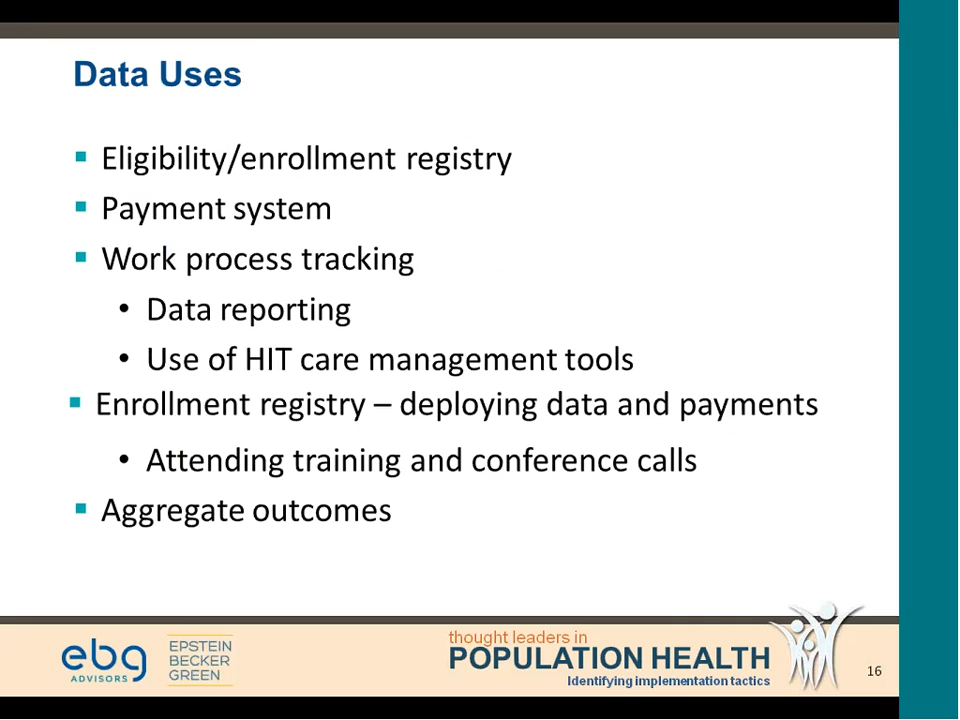 Data Uses
Eligibility/enrollment registry
Payment system
Work process tracking
Data reporting
Use of HIT care management tools
Enrollment registry – deploying data and payments
Attending training and conference calls
Aggregate outcomes
ebg
ADVISORS
EPSTEIN
BECKER
GREEN
thought leaders in
POPULATION HEALTH
Identifying implementation tactics
16